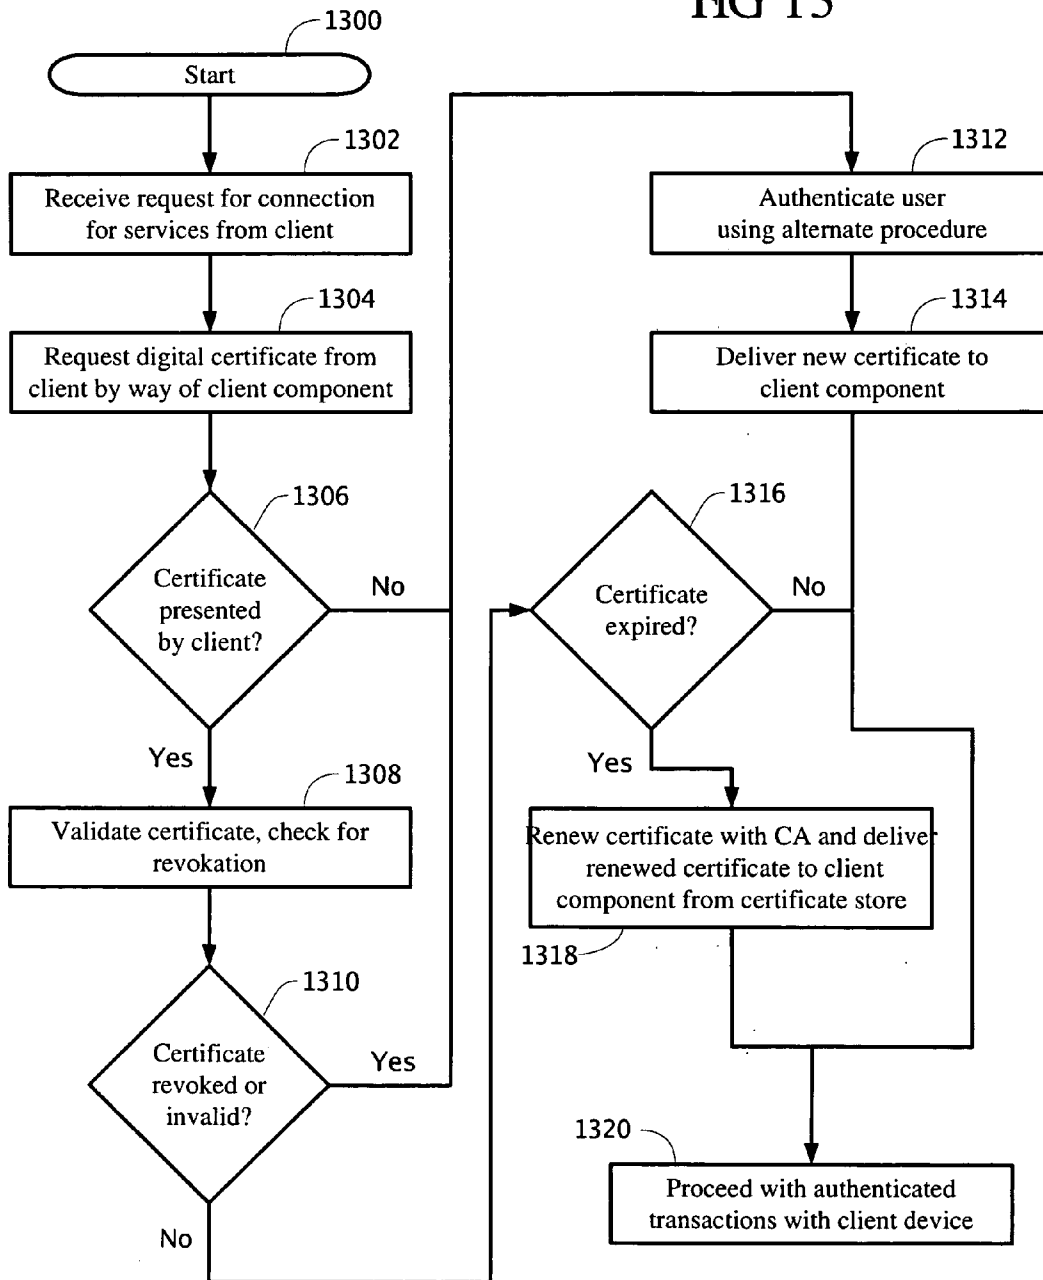 FIG 13
1300
Start
1302
Receive request for connection
for services from client
1304
Request digital certificate from
client by way of client component
1306
Certificate
presented
by client?
No
Yes
1308
Validate certificate, check for
revokation
1310
Certificate
revoked or
invalid?
Yes
No
1312
Authenticate user
using alternate procedure
1314
Deliver new certificate to
client component
1316
Certificate
expired?
No
Yes
Renew certificate with CA and deliver
renewed certificate to client
component from certificate store
1318
1320
Proceed with authenticated
transactions with client device